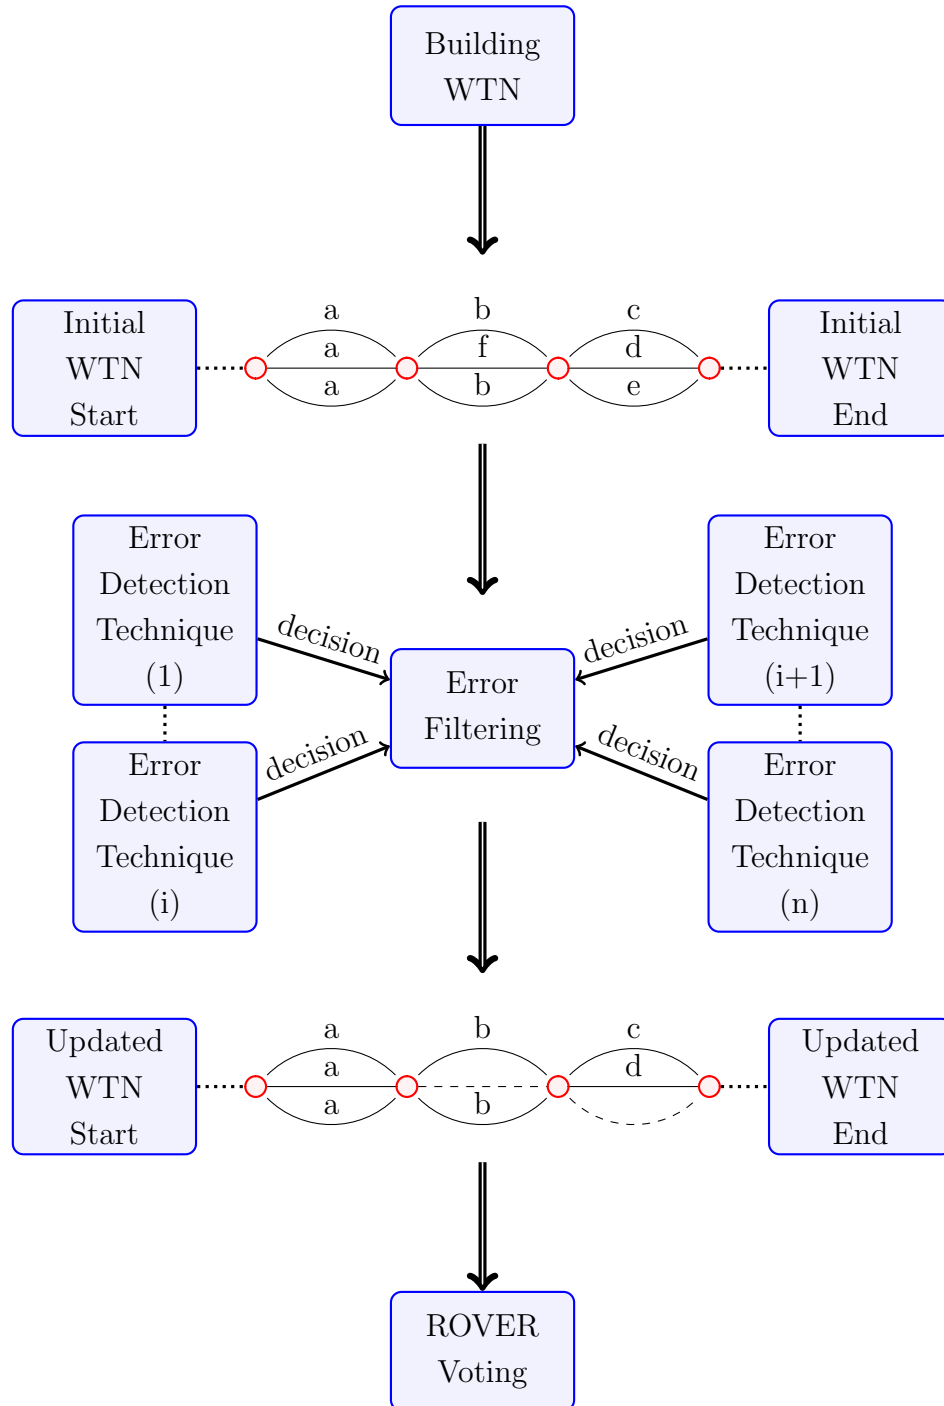 Building
WTN
Initial
WTN
Start
a
a
a
b
f
b
c
d
e
Initial
WTN
End
Error
Detection
Technique
(1)
decision
Error
Detection
Technique
(i)
decision
Error
Filtering
decision
Error
Detection
Technique
(i+1)
decision
Error
Detection
Technique
(n)
Updated
WTN
Start
a
a
a
b
b
c
d
Updated
WTN
End
ROVER
Voting